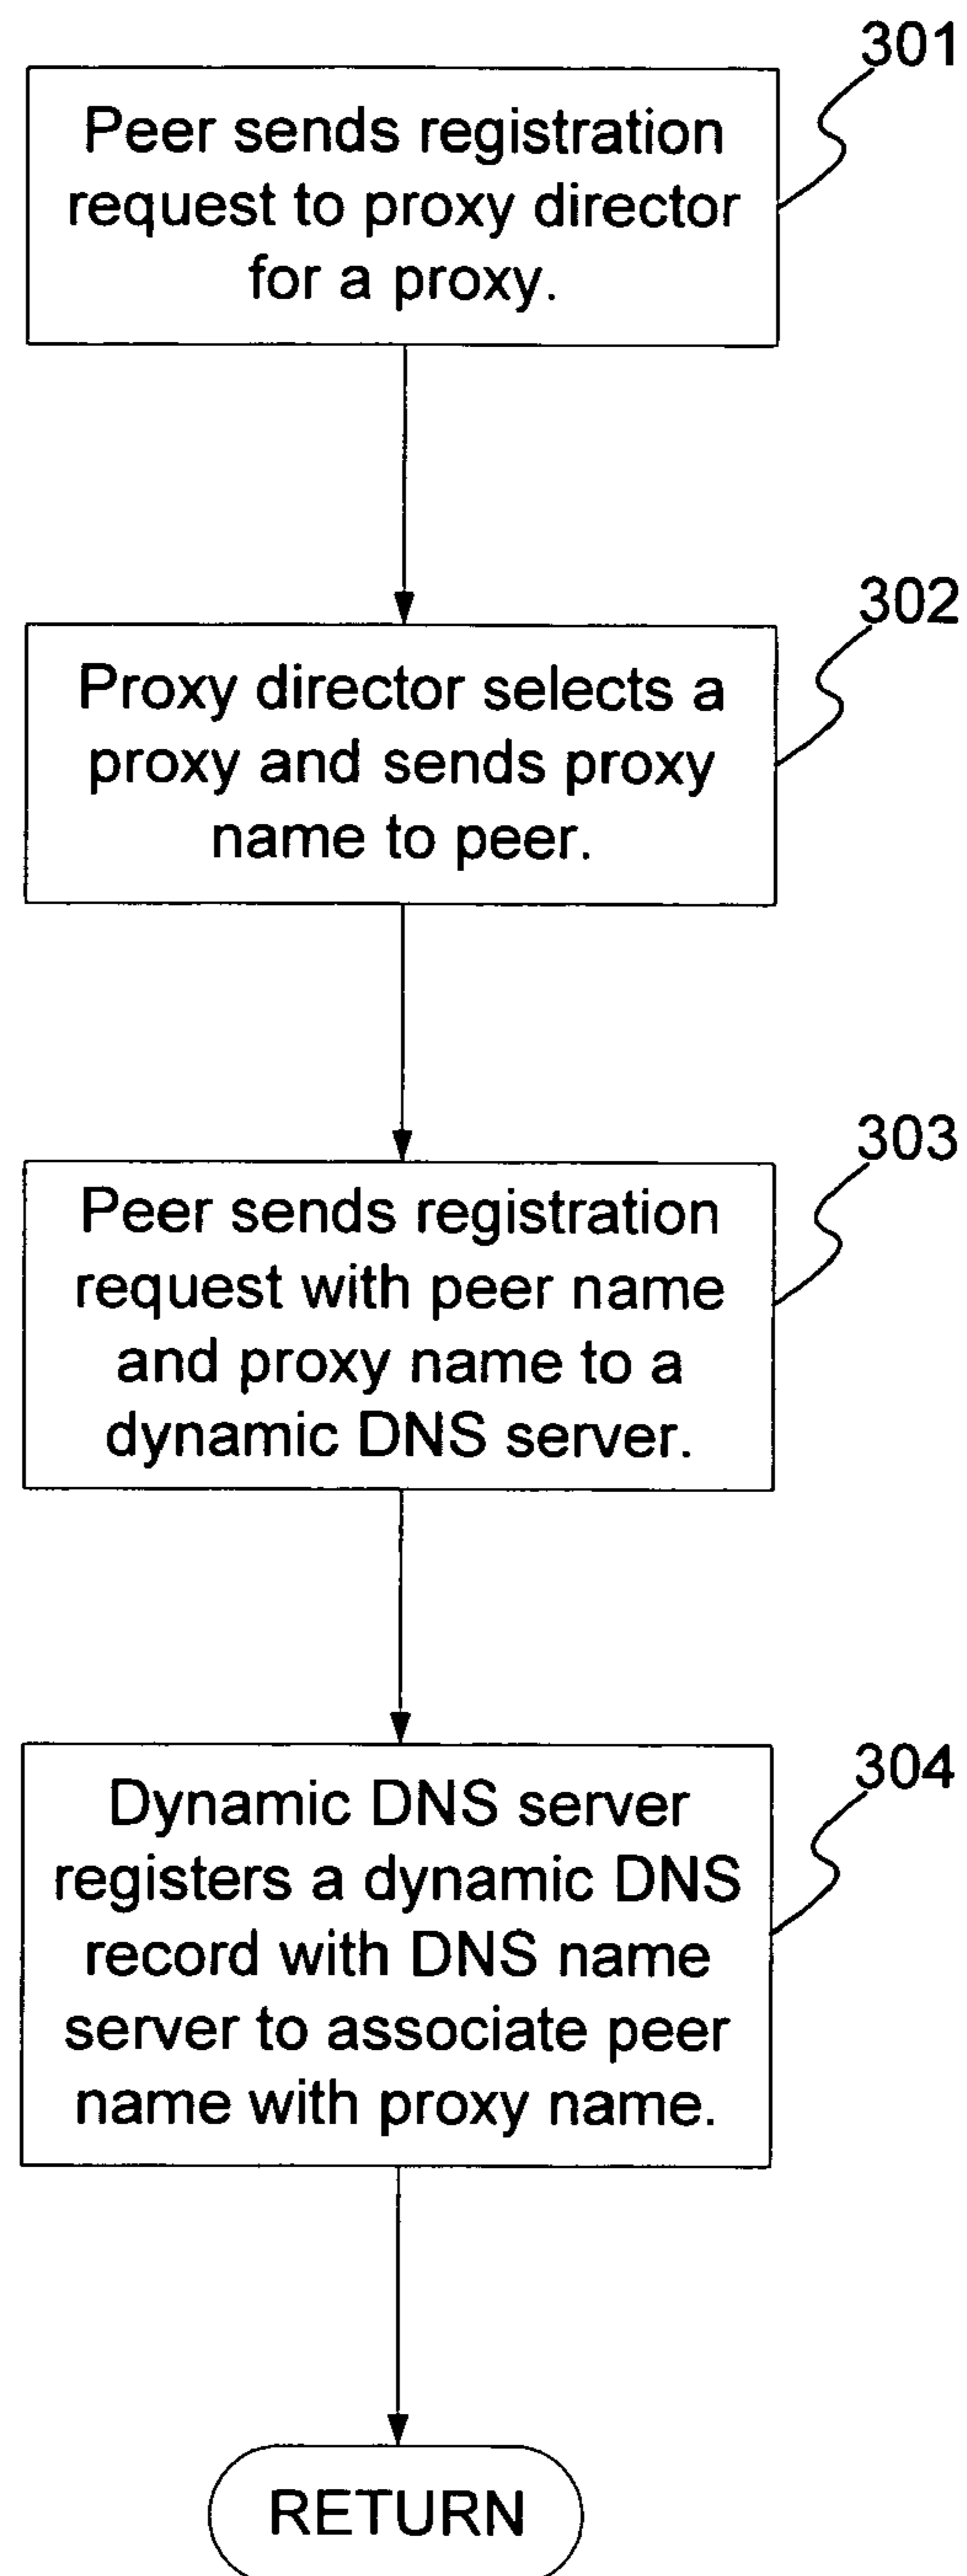 301
Peer sends registration
request to proxy director
for a proxy.
302
Proxy director selects a
proxy and sends proxy
name to peer.
303
Peer sends registration
request with peer name
and proxy name to a
dynamic DNS server.
304
Dynamic DNS server
registers a dynamic DNS
record with DNS name
server to associate peer
name with proxy name.
RETURN